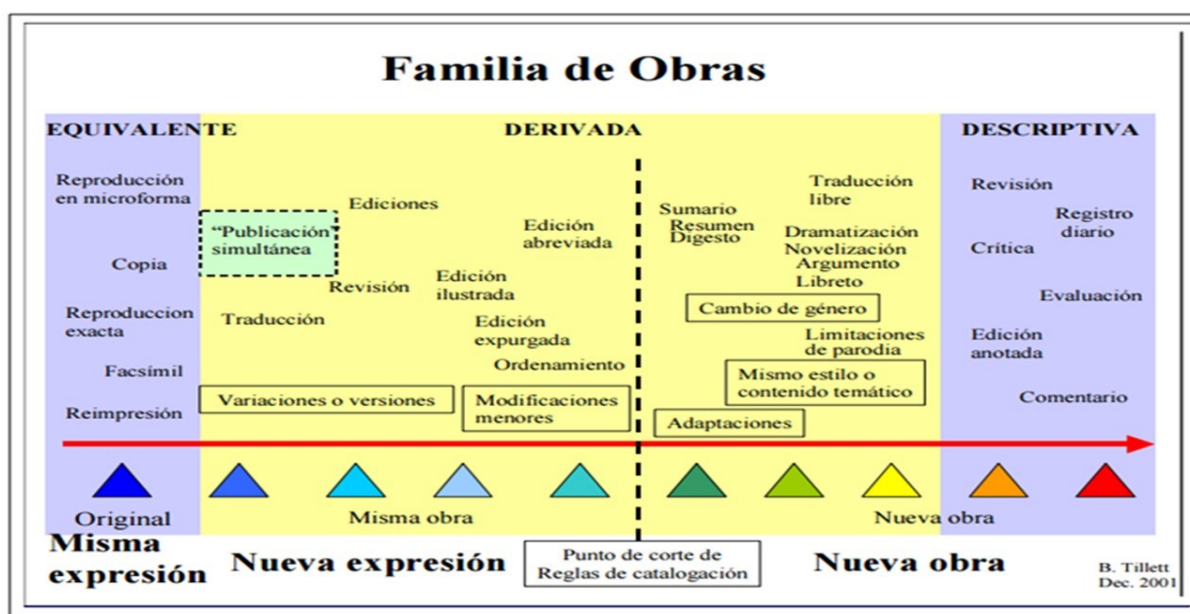 Familia de Obras
EQUIVALENTE
DERIVADA
DESCRIPTIVA
Reproducción
en microforma
Copia
Reproduccion
exacta
Facsímil
Reimpresión
“Publicación”
simultánea
Ediciones
Revisión
Traducción
Edición
abreviada
Edición
ilustrada
Edición
expurgada
Ordenamiento
Variaciones o versiones
Modificaciones
menores
Sumario
Resumen
Digesto
Traducción
libre
Dramatización
Novelización
Argumento
Libreto
Cambio de género
Limitaciones
de parodia
Mismo estilo o
contenido temático
Adaptaciones
Revisión
Registro
diario
Crítica
Evaluación
Edición
anotada
Comentario
Original
Misma obra
Nueva obra
Misma
expresión
Nueva expresión
Punto de corte de
Reglas de catalogación
Nueva obra
B. Tillett
Dec. 2001